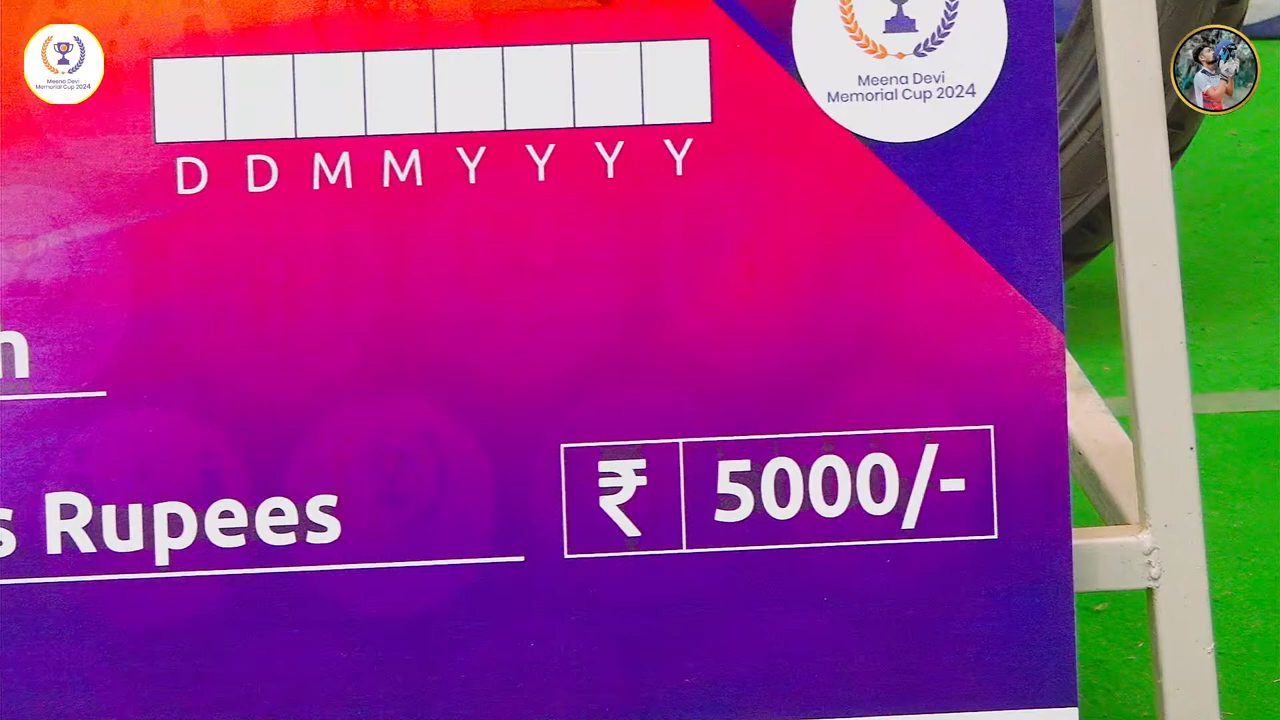 Meena Devi
Memorial Cup 2024
Meena Devi
Memorial Cup 2024
D D M M Y Y Y Y
n
s Rupees
₹ 5000/-